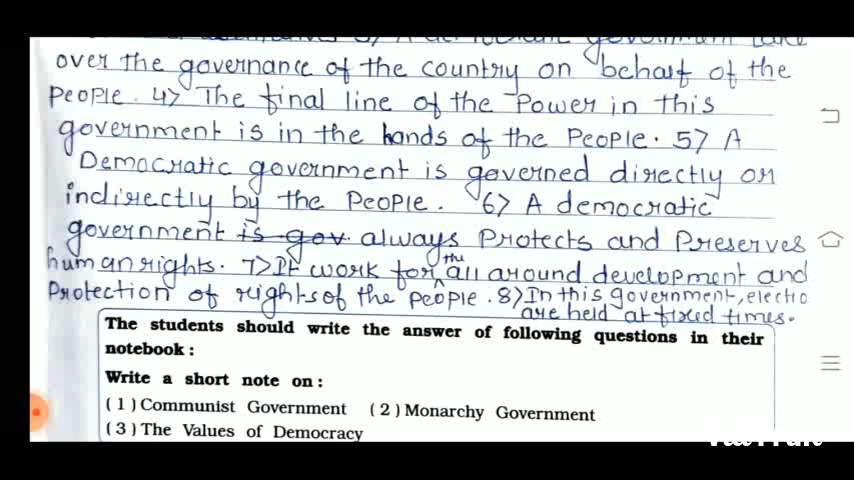 government take
over the governance of the country on behalf of the
People. 4> The final line of the Power in this
government is in the hands of the People. 5> A
Democratic government is governed directly or
indirectly by the People. 6> A democratic
government is gov always Protects and Preserves
human rights. 7> It work for the all around development and
Protection of rights of the people. 8> In this government, electio
are held at fixed times.
The students should write the answer of following questions in their
notebook :
Write a short note on :
(1) Communist Government (2) Monarchy Government
(3) The Values of Democracy